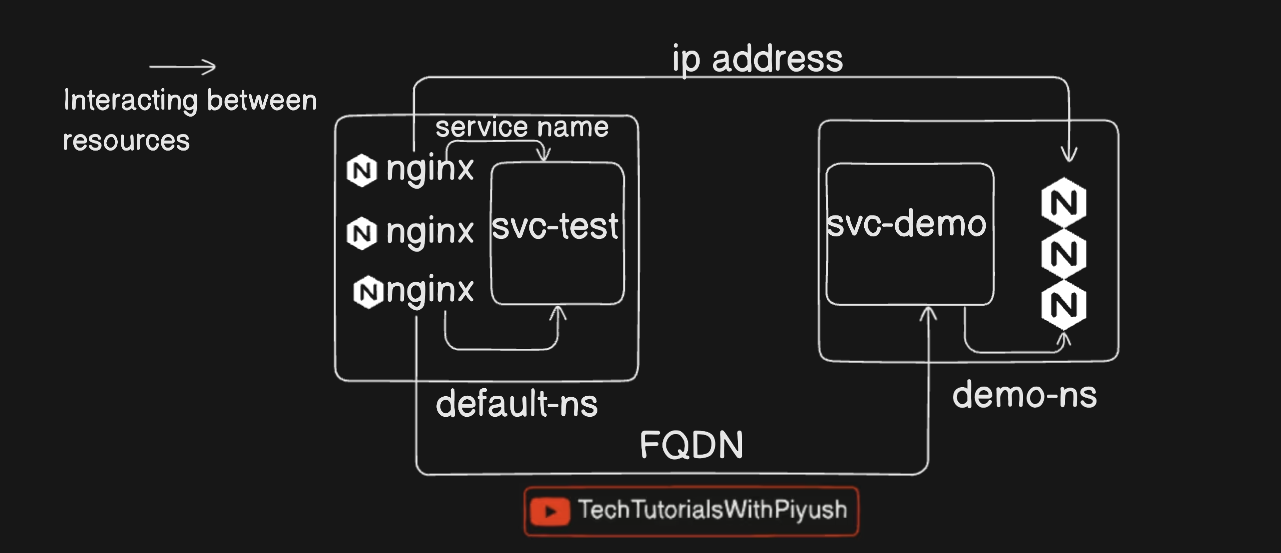 ip address
Interacting between
resources
service name
N nginx
svc-test
N nginx
N nginx
svc-demo
N
N
N
default-ns
demo-ns
FQDN
TechTutorialsWithPiyush